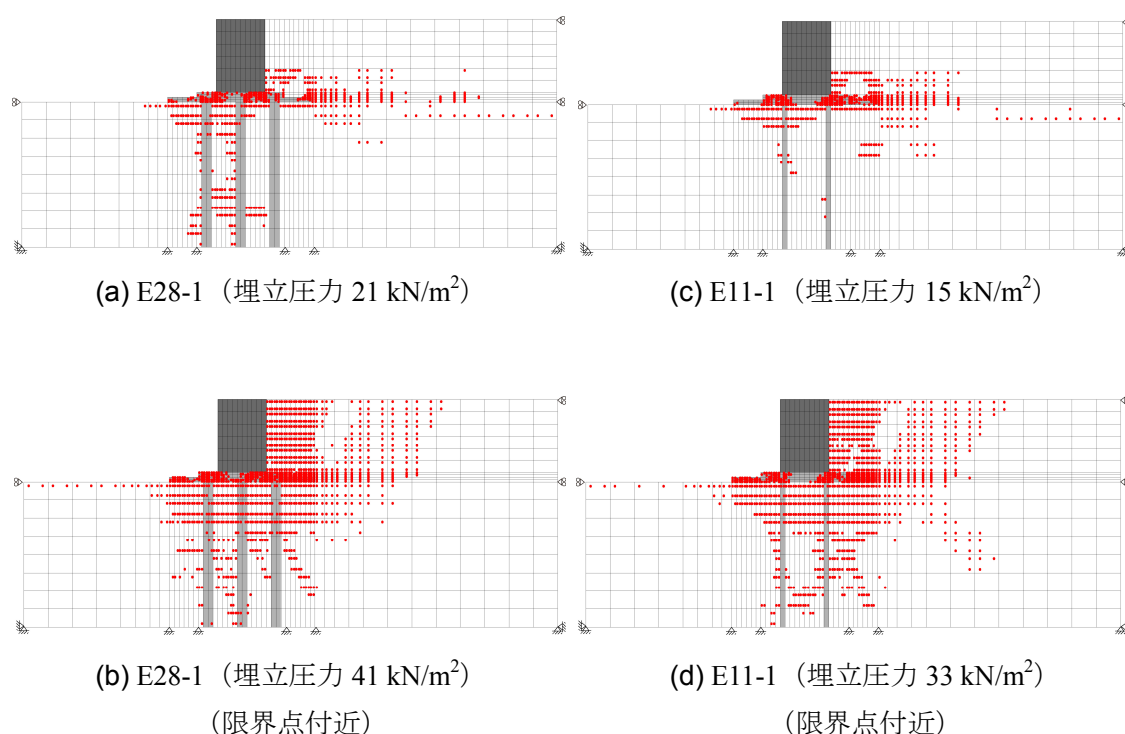 (a) E28-1（埋立圧力 21 kN/m²）
(c) E11-1（埋立圧力 15 kN/m²）
(b) E28-1（埋立圧力 41 kN/m²）
（限界点付近）
(d) E11-1（埋立圧力 33 kN/m²）
（限界点付近）